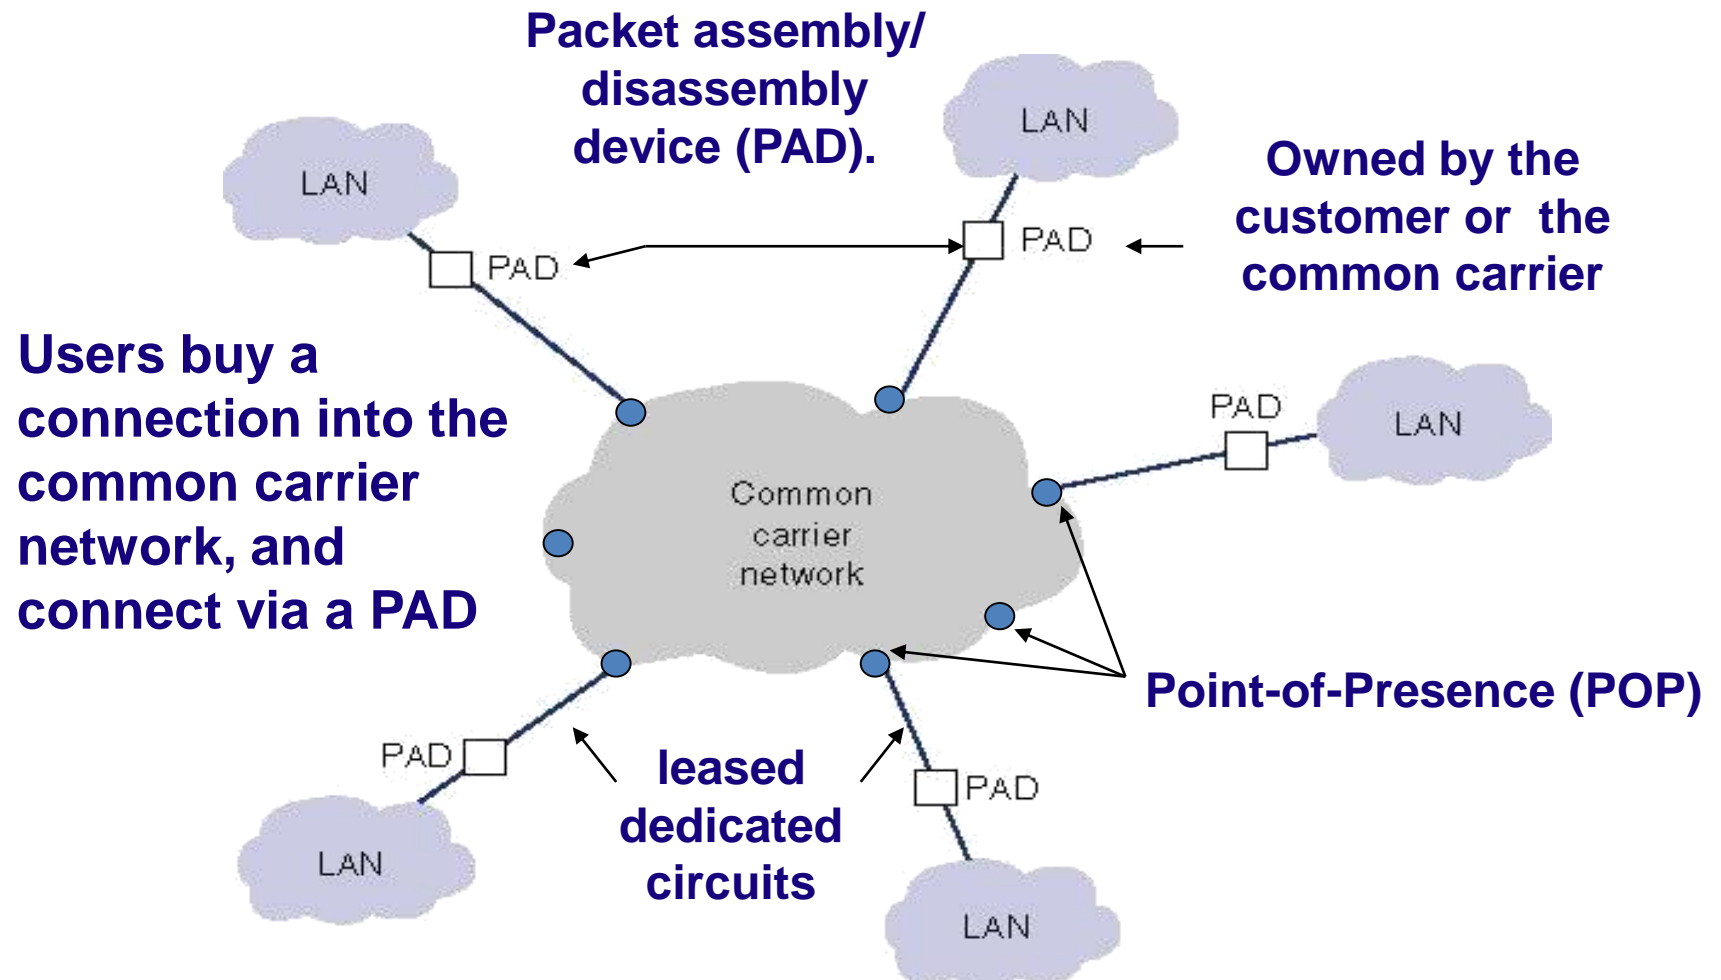 Packet assembly/
disassembly
device (PAD).
LAN
LAN
Owned by the
customer or  the
common carrier
PAD
PAD
Users buy a
connection into the
common carrier
network, and
connect via a PAD
PAD
LAN
Common
carrier
network
Point-of-Presence (POP)
PAD
leased
dedicated
circuits
PAD
LAN
LAN